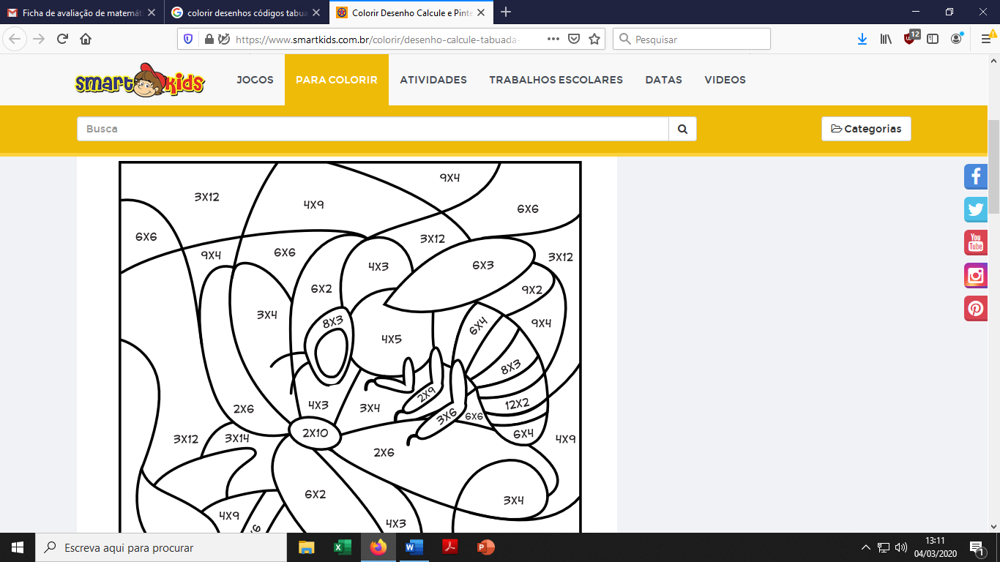 Ficha de avaliação de matemát
colorir desenhos códigos tabua
Colorir Desenho Calcule e Pinte
https://www.smartkids.com.br/colorir/desenho-calcule-tabuada-
Pesquisar
12
smart kids
JOGOS PARA COLORIR ATIVIDADES TRABALHOS ESCOLARES DATAS VIDEOS
Busca
Categorias
You
Tube
9X4
3X12
4X9
6X6
6X6
3X12
9X4
6X6
3X12
4X3
6X3
6X2
9X2
3X4
8X3
6X4
9X4
4X5
8X3
2X9
4X3
3X4
12X2
2X6
3X6
6X6
2X10
6X4
3X12
3X14
4X9
2X6
6X2
3X4
4X9
4X3
Escreva aqui para procurar
13:11
04/03/2020
1